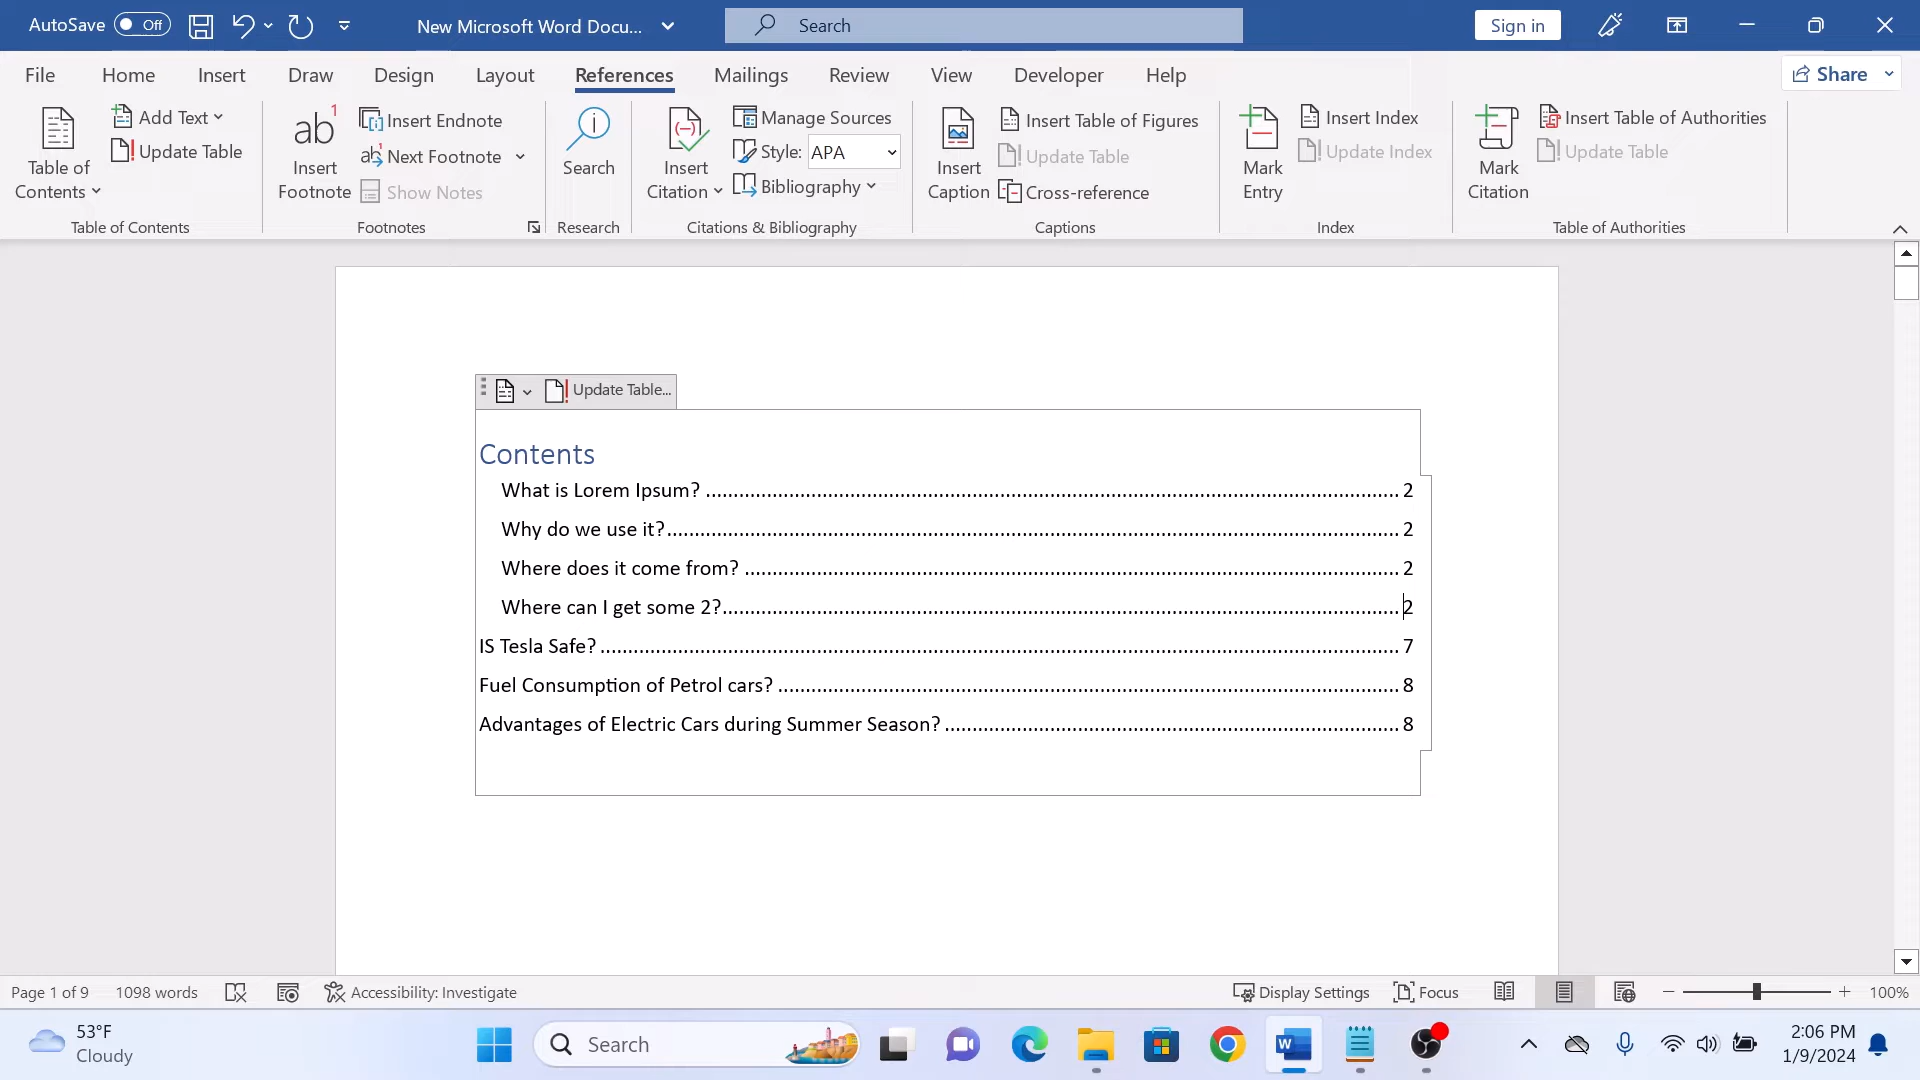 AutoSave Off New Microsoft Word Docu... Search Sign in
File Home Insert Draw Design Layout References Mailings Review View Developer Help Share
Table of Contents
Add Text
Update Table
Table of Contents
ab 1
Insert Footnote
Insert Endnote
Next Footnote
Show Notes
Footnotes
Search
Research
Insert Citation
Manage Sources
Style: APA
Bibliography
Citations & Bibliography
Insert Caption
Insert Table of Figures
Update Table
Cross-reference
Captions
Mark Entry
Insert Index
Update Index
Index
Mark Citation
Insert Table of Authorities
Update Table
Table of Authorities
Update Table...
Contents
What is Lorem Ipsum? ........ 2
Why do we use it? ........ 2
Where does it come from? ........ 2
Where can I get some 2? ........ 2
IS Tesla Safe? ........ 7
Fuel Consumption of Petrol cars? ........ 8
Advantages of Electric Cars during Summer Season? ........ 8
Page 1 of 9 1098 words Accessibility: Investigate Display Settings Focus 100%
53°F
Cloudy
Search
2:06 PM
1/9/2024